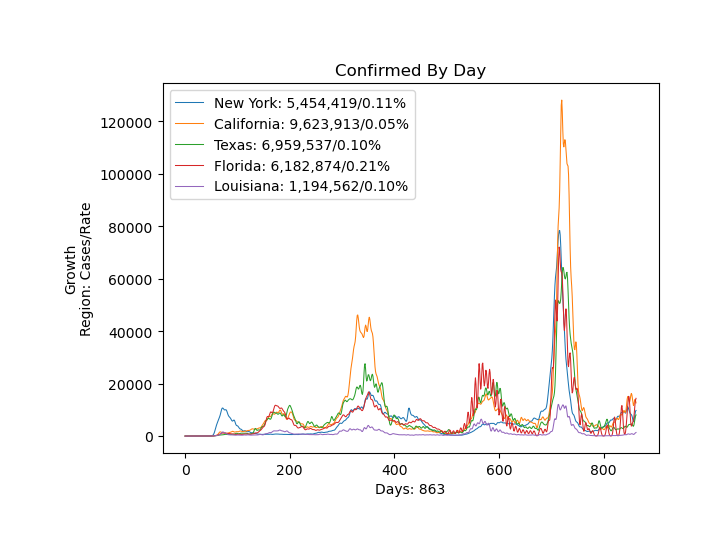 Confirmed By Day
New York: 5,454,419/0.11%
California: 9,623,913/0.05%
Texas: 6,959,537/0.10%
Florida: 6,182,874/0.21%
Louisiana: 1,194,562/0.10%
120000
100000
80000
60000
40000
20000
0
Growth
Region: Cases/Rate
0 200 400 600 800
Days: 863